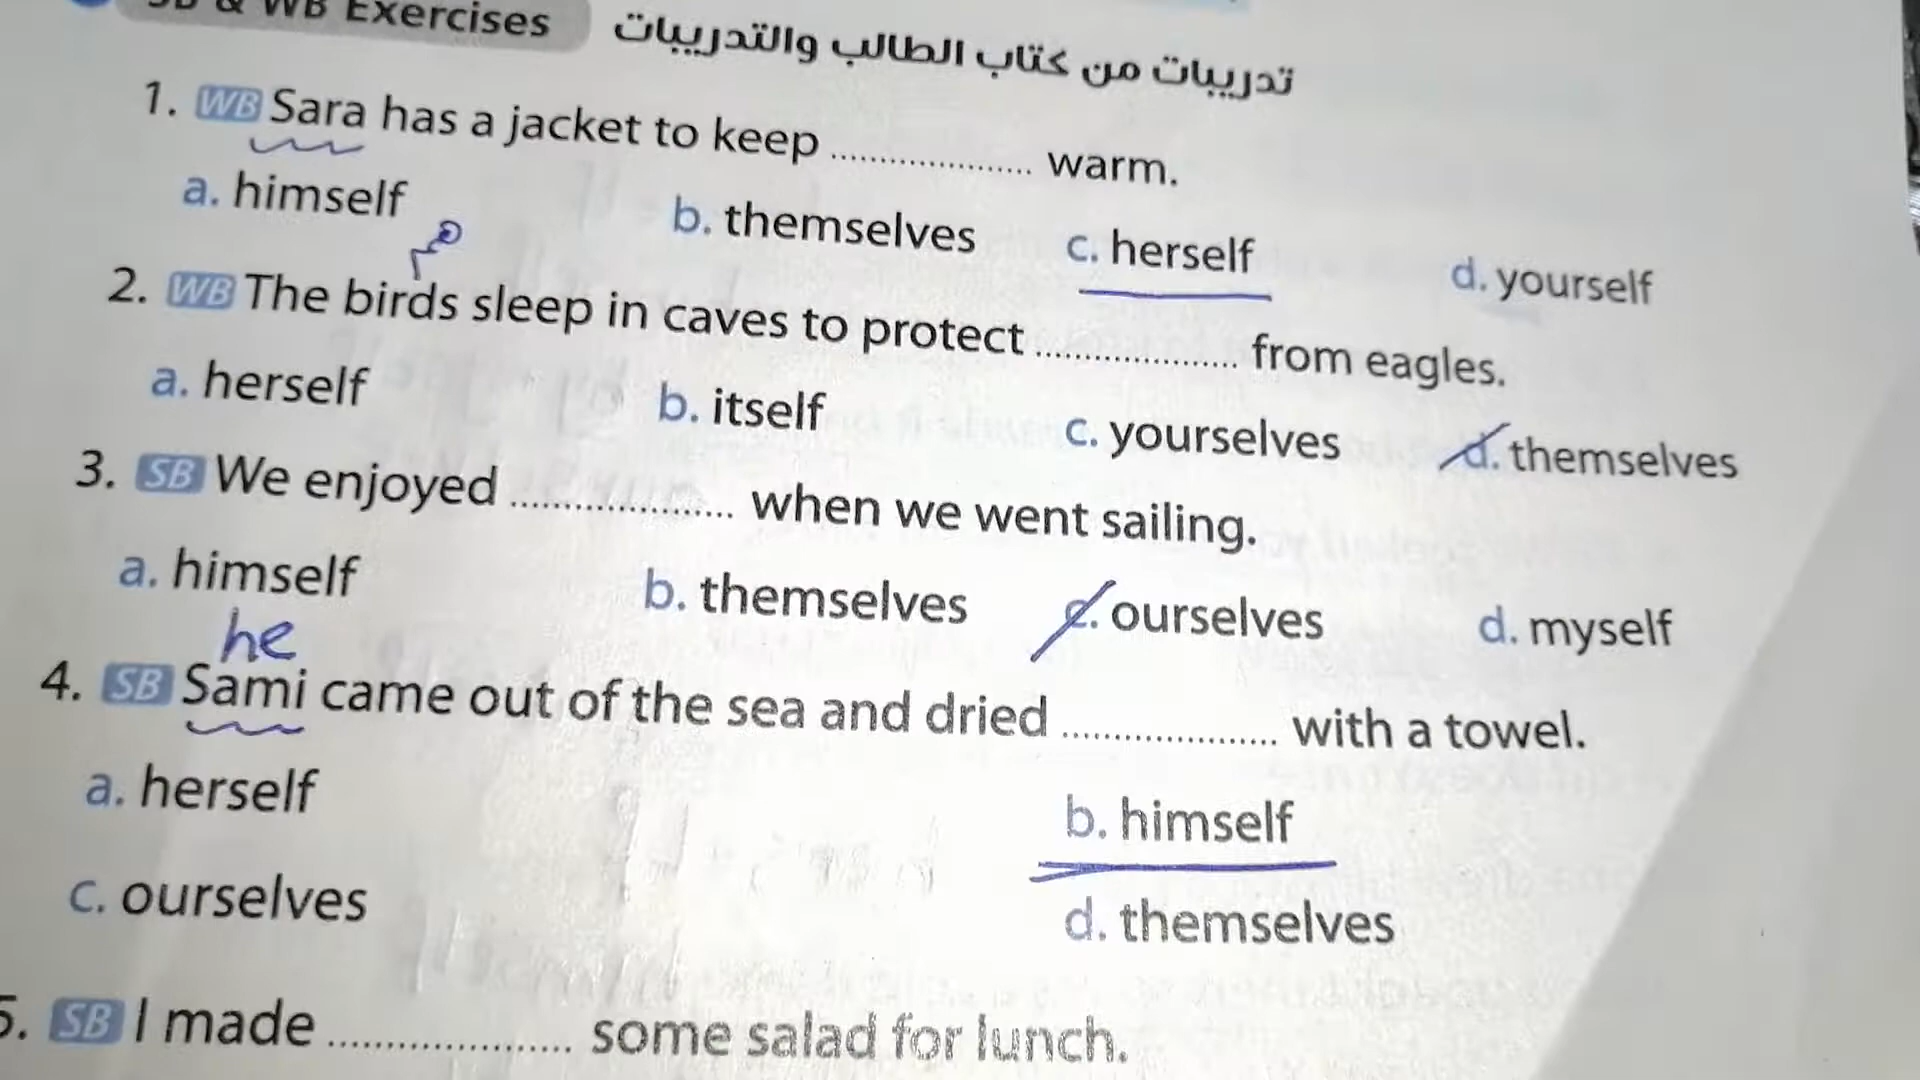 SB & WB Exercises تدريبات من كتاب الطالب والتدريبات
1. WB Sara has a jacket to keep .................... warm.
a. himself b. themselves c. herself d. yourself
2. WB The birds sleep in caves to protect .................... from eagles.
a. herself b. itself c. yourselves d. themselves
3. SB We enjoyed .................... when we went sailing.
a. himself b. themselves c. ourselves d. myself
he
4. SB Sami came out of the sea and dried .................... with a towel.
a. herself b. himself
c. ourselves d. themselves
5. SB I made .................... some salad for lunch.